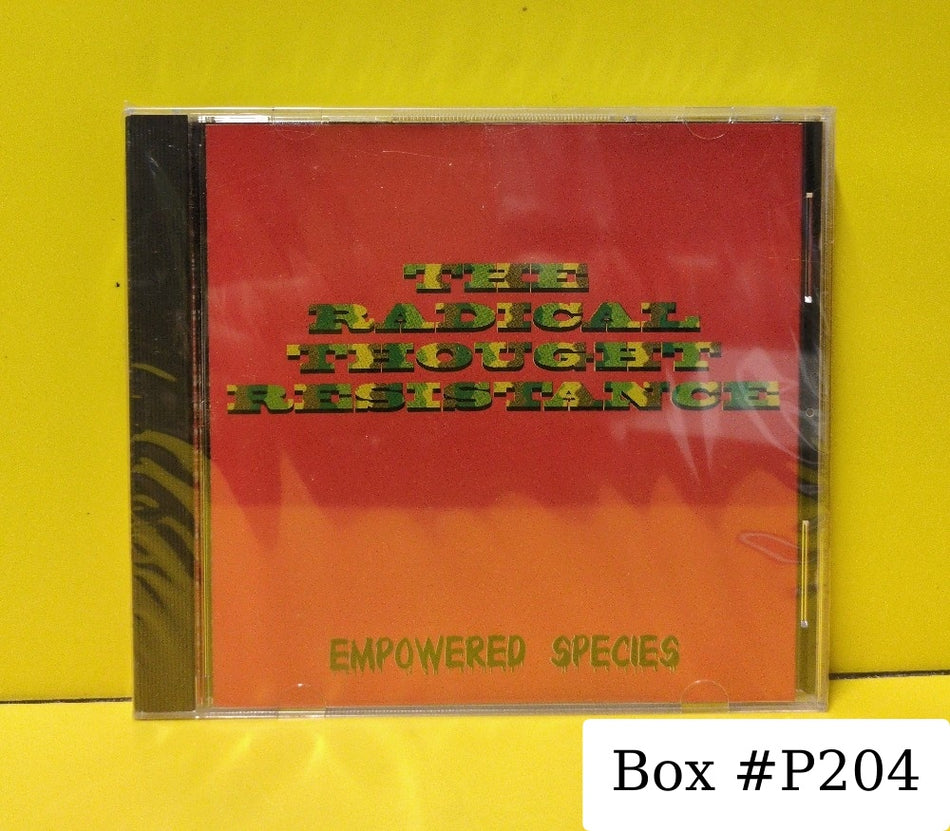 THE
RADICAL
THOUGHT
RESISTANCE
EMPOWERED SPECIES
Box #P204